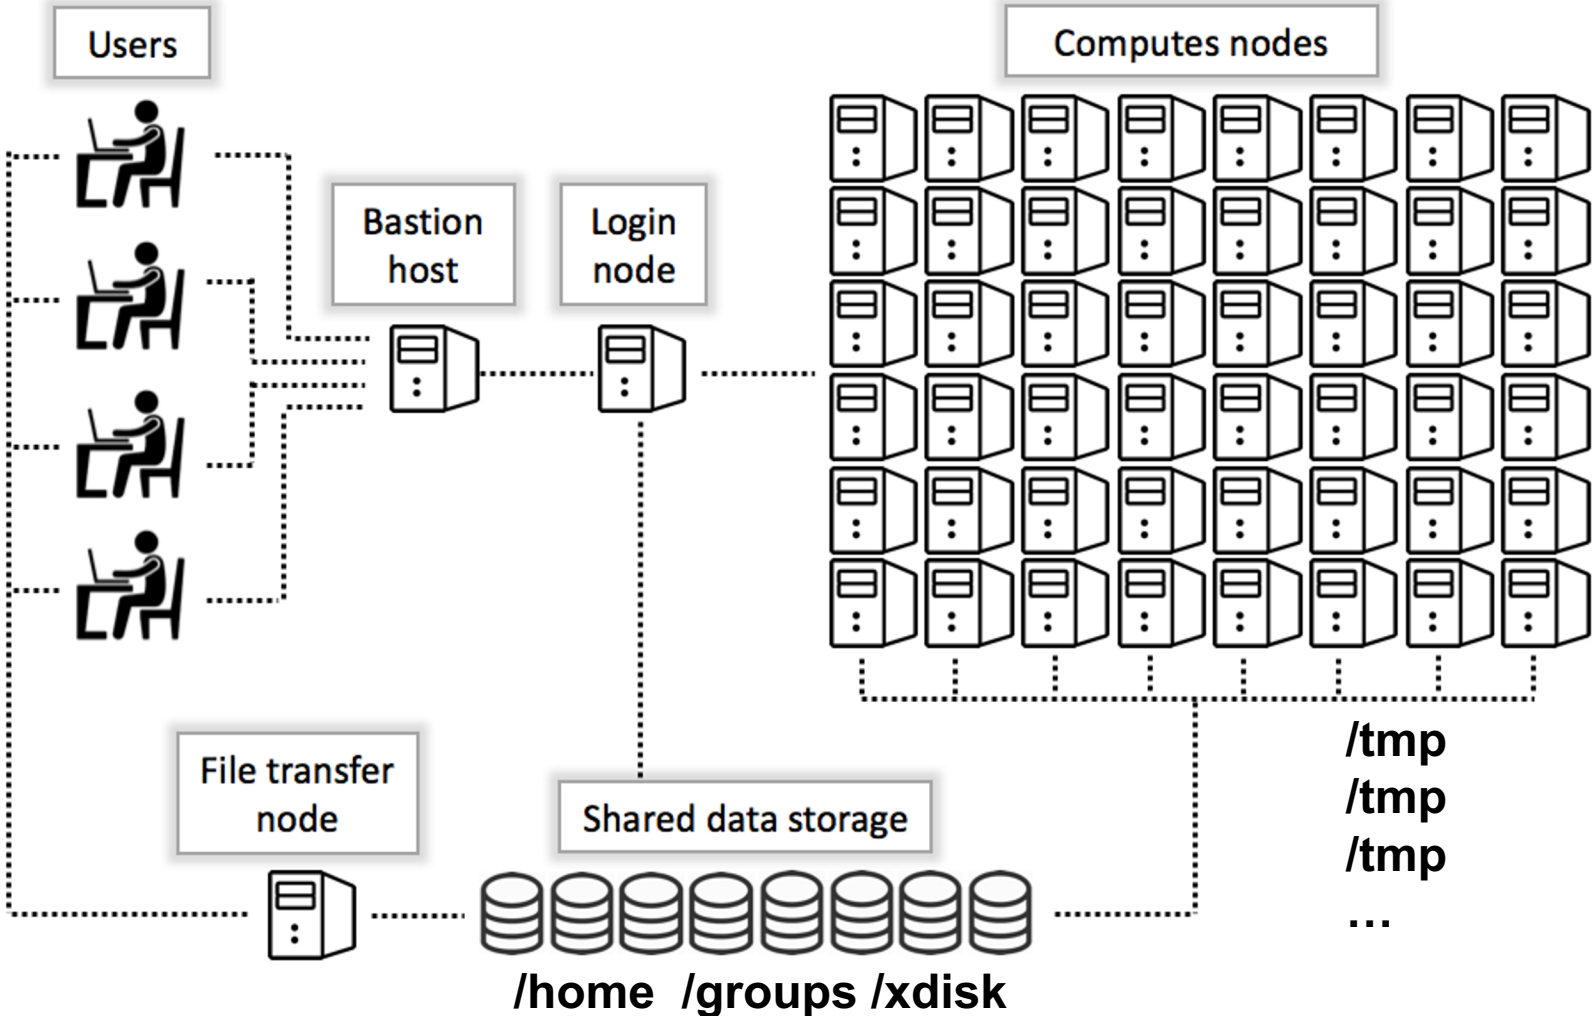 Users
Computes nodes
Bastion
host
Login
node
/tmp
/tmp
/tmp
...
File transfer
node
Shared data storage
/home /groups /xdisk